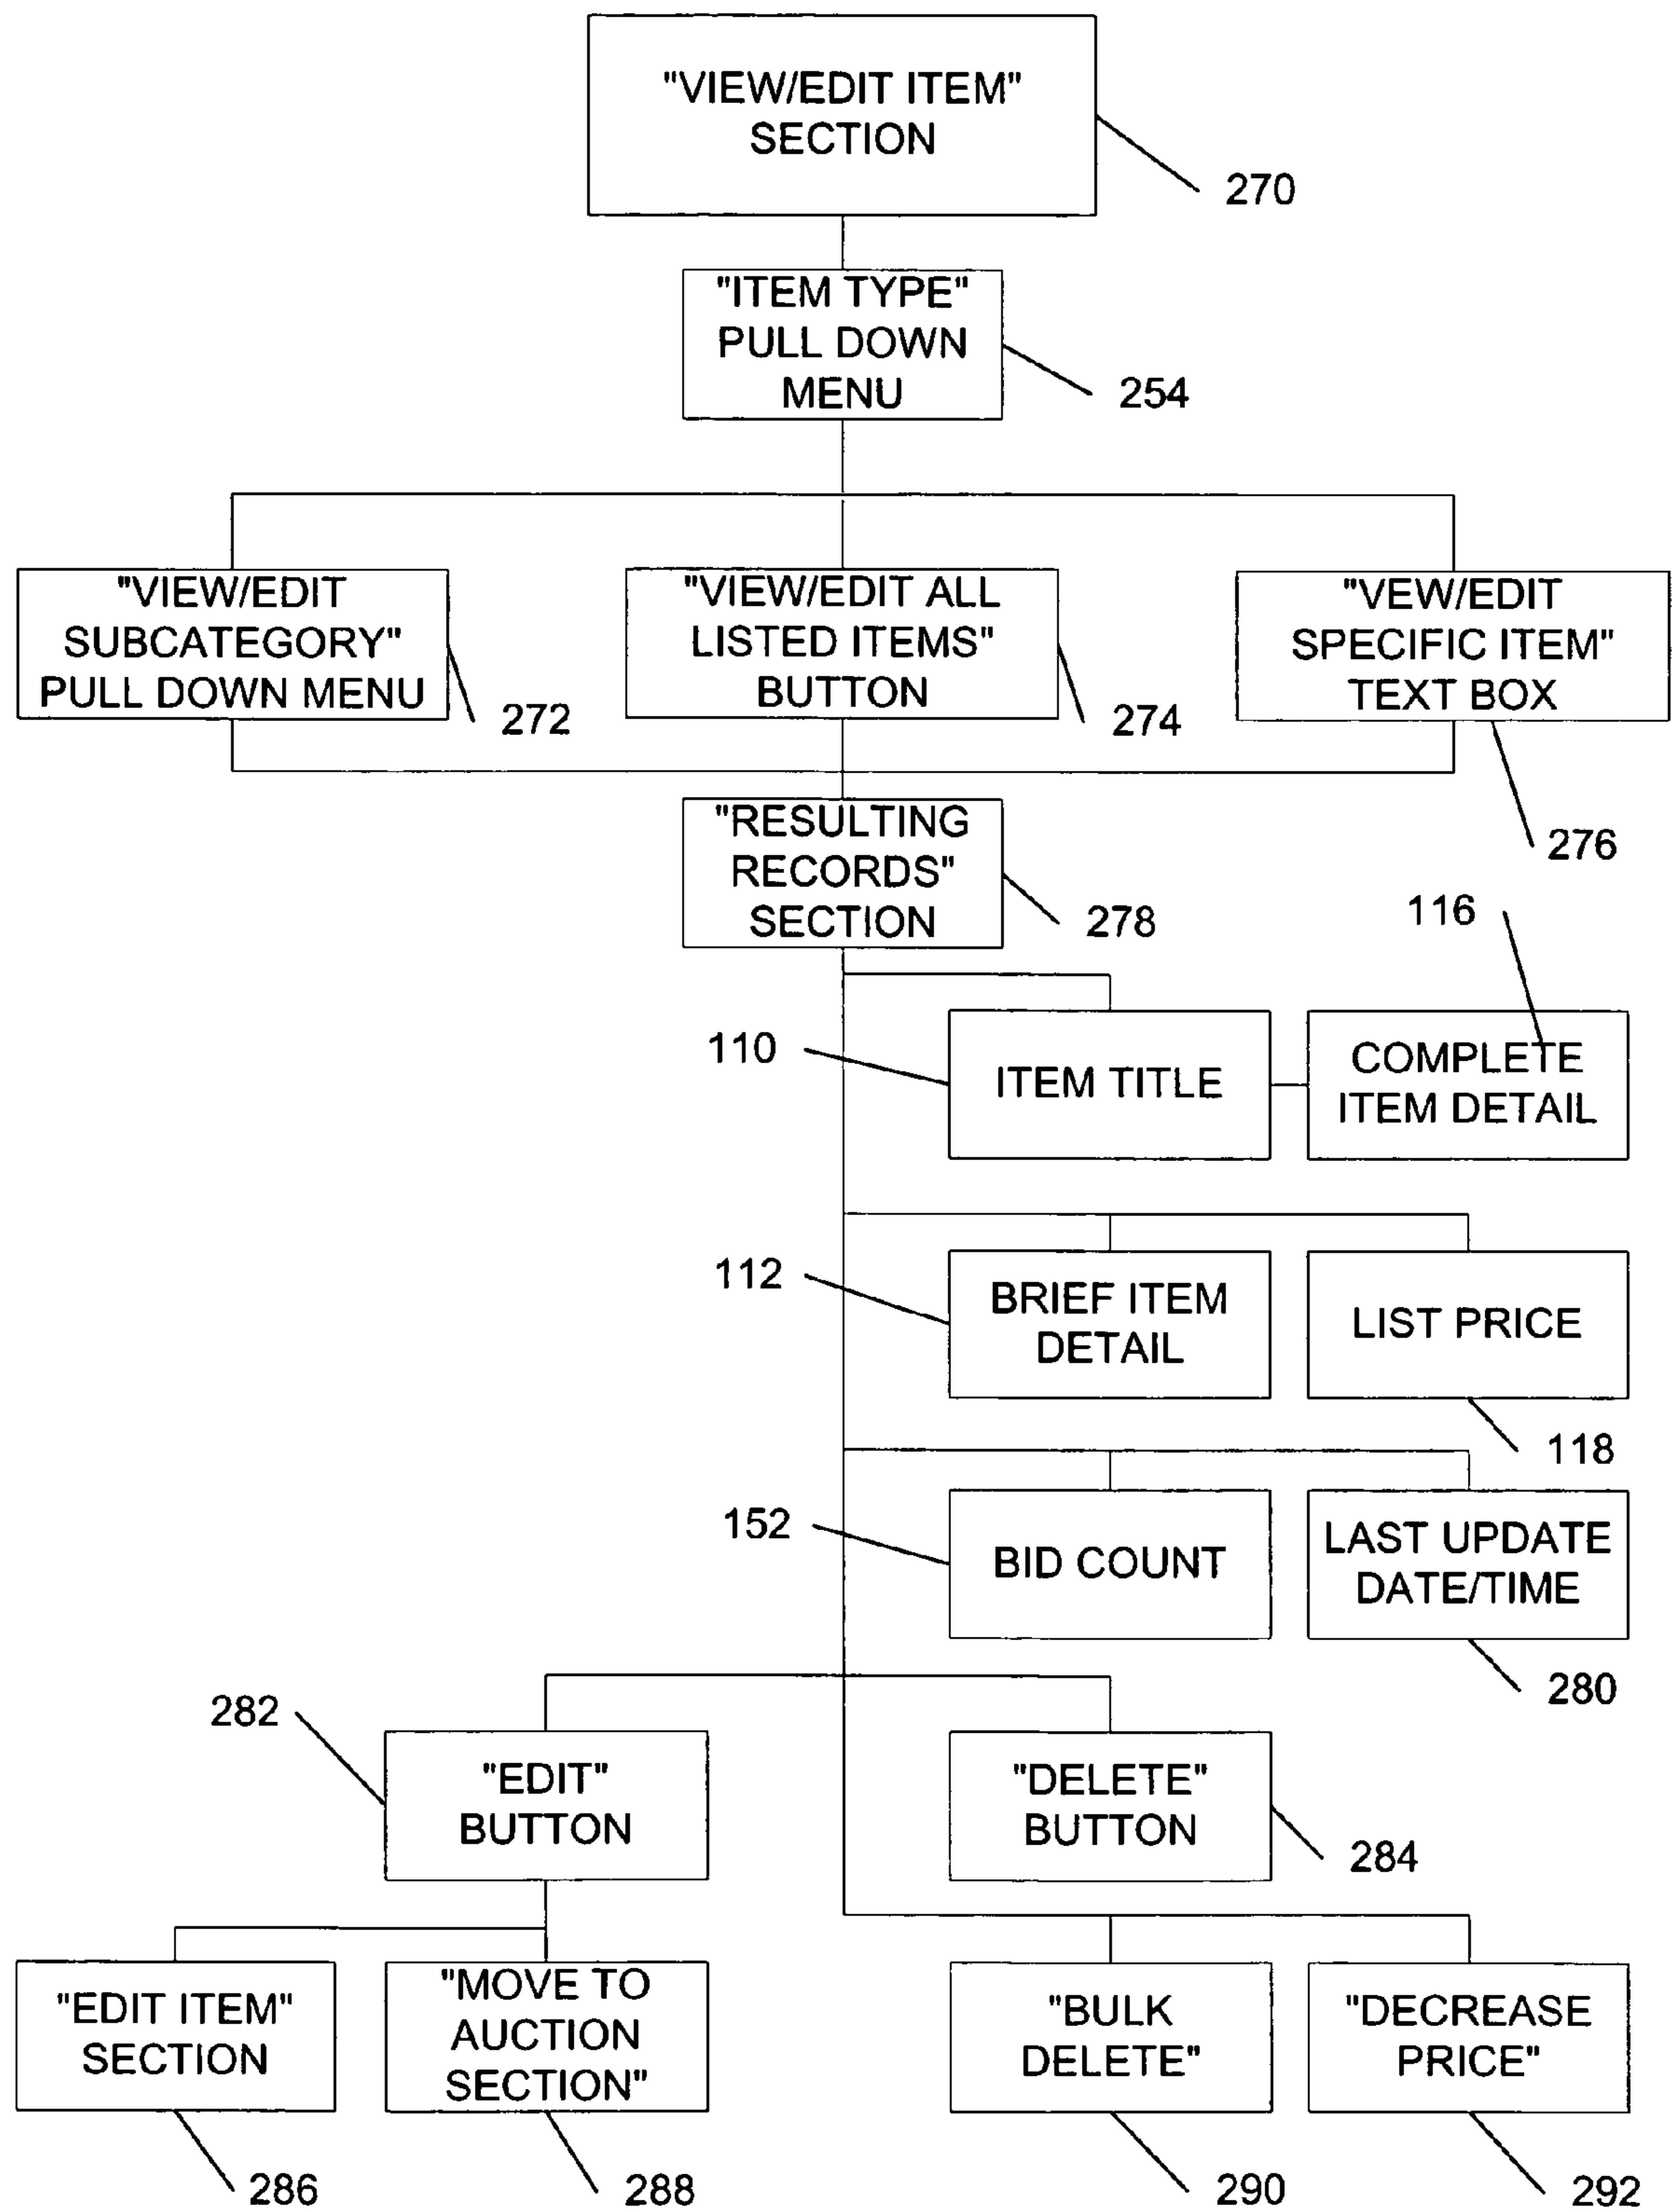 "VIEW/EDIT ITEM"
SECTION
270
"ITEM TYPE"
PULL DOWN
MENU
254
"VIEW/EDIT
SUBCATEGORY"
PULL DOWN MENU
272
"VIEW/EDIT ALL
LISTED ITEMS"
BUTTON
274
"VEW/EDIT
SPECIFIC ITEM"
TEXT BOX
276
"RESULTING
RECORDS"
SECTION
278
116
110
ITEM TITLE
COMPLETE
ITEM DETAIL
112
BRIEF ITEM
DETAIL
LIST PRICE
118
152
BID COUNT
LAST UPDATE
DATE/TIME
280
282
"EDIT"
BUTTON
"DELETE"
BUTTON
284
"EDIT ITEM"
SECTION
286
"MOVE TO
AUCTION
SECTION"
288
"BULK
DELETE"
290
"DECREASE
PRICE"
292